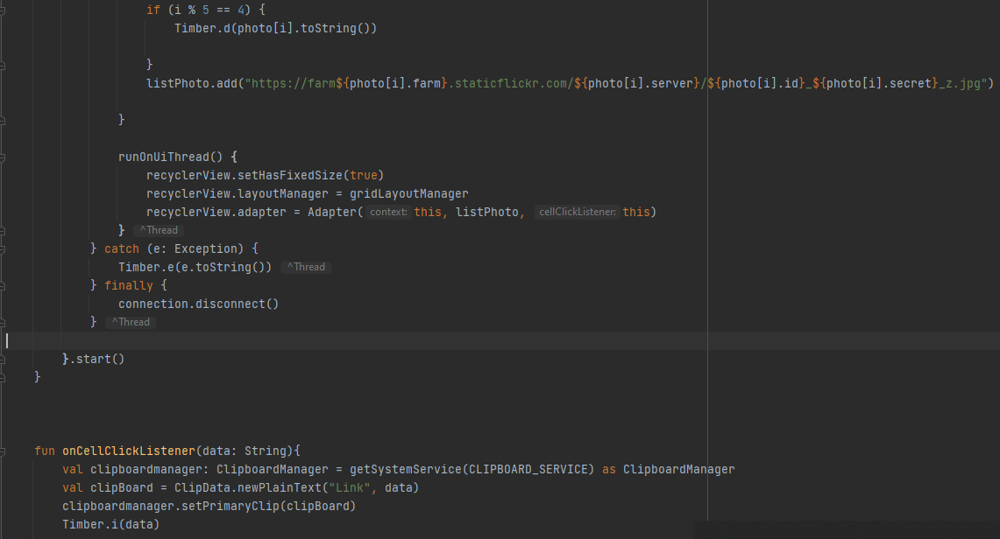 if (i % 5 == 4) {
Timber.d(photo[i].toString())
}
listPhoto.add("https://farm${photo[i].farm}.staticflickr.com/${photo[i].server}/${photo[i].id}_${photo[i].secret}_z.jpg")
}
runOnUiThread() {
recyclerView.setHasFixedSize(true)
recyclerView.layoutManager = gridLayoutManager
recyclerView.adapter = Adapter( context: this, listPhoto, cellClickListener: this)
} ^Thread
} catch (e: Exception) {
Timber.e(e.toString()) ^Thread
} finally {
connection.disconnect()
} ^Thread
}.start()
}
fun onCellClickListener(data: String){
val clipboardmanager: ClipboardManager = getSystemService(CLIPBOARD_SERVICE) as ClipboardManager
val clipBoard = ClipData.newPlainText("Link", data)
clipboardmanager.setPrimaryClip(clipBoard)
Timber.i(data)